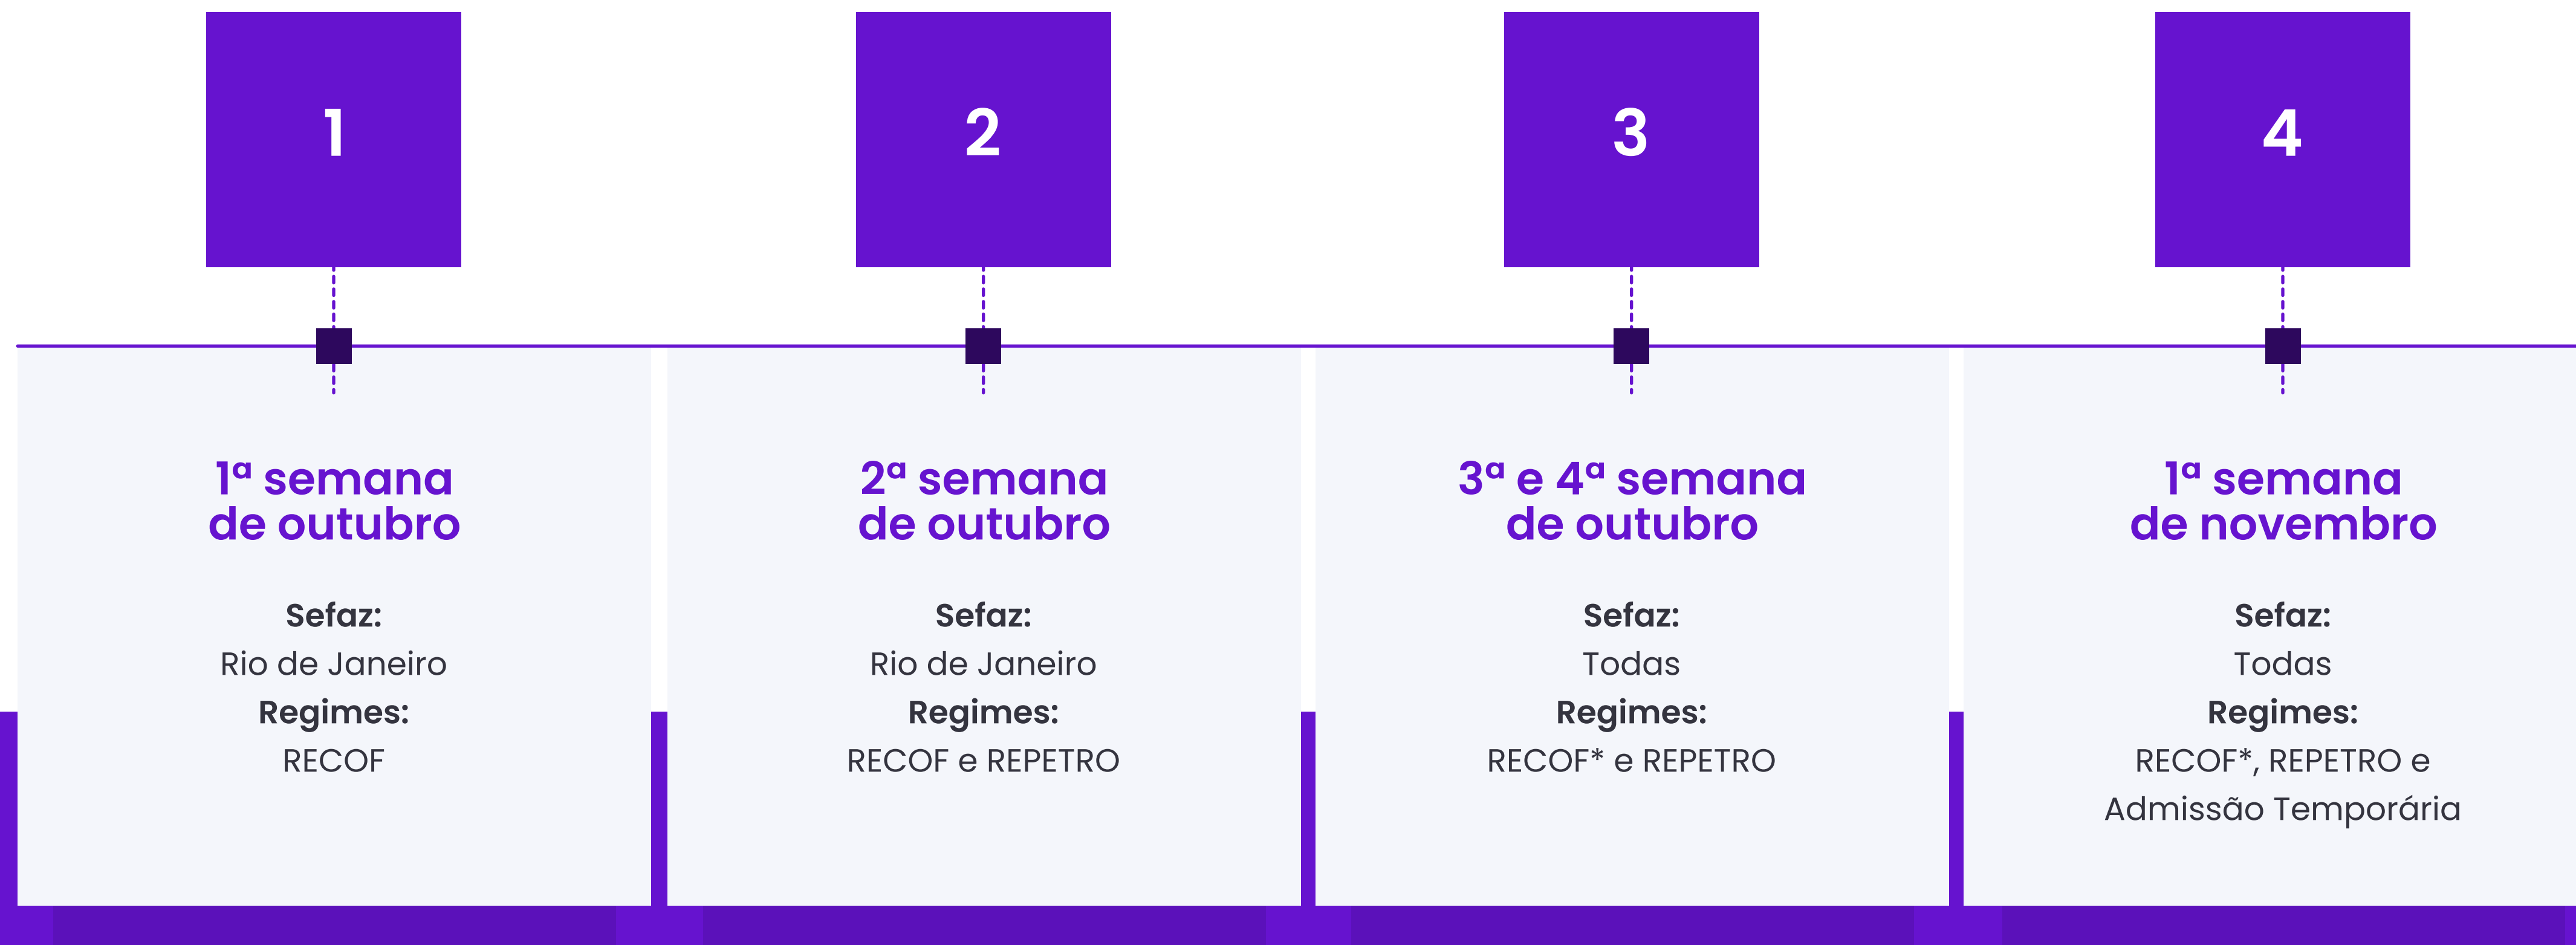 1
2
3
4
1ª semana
de outubro
Sefaz:
Rio de Janeiro
Regimes:
RECOF
2ª semana
de outubro
Sefaz:
Rio de Janeiro
Regimes:
RECOF e REPETRO
3ª e 4ª semana
de outubro
Sefaz:
Todas
Regimes:
RECOF* e REPETRO
1ª semana
de novembro
Sefaz:
Todas
Regimes:
RECOF*, REPETRO e
Admissão Temporária